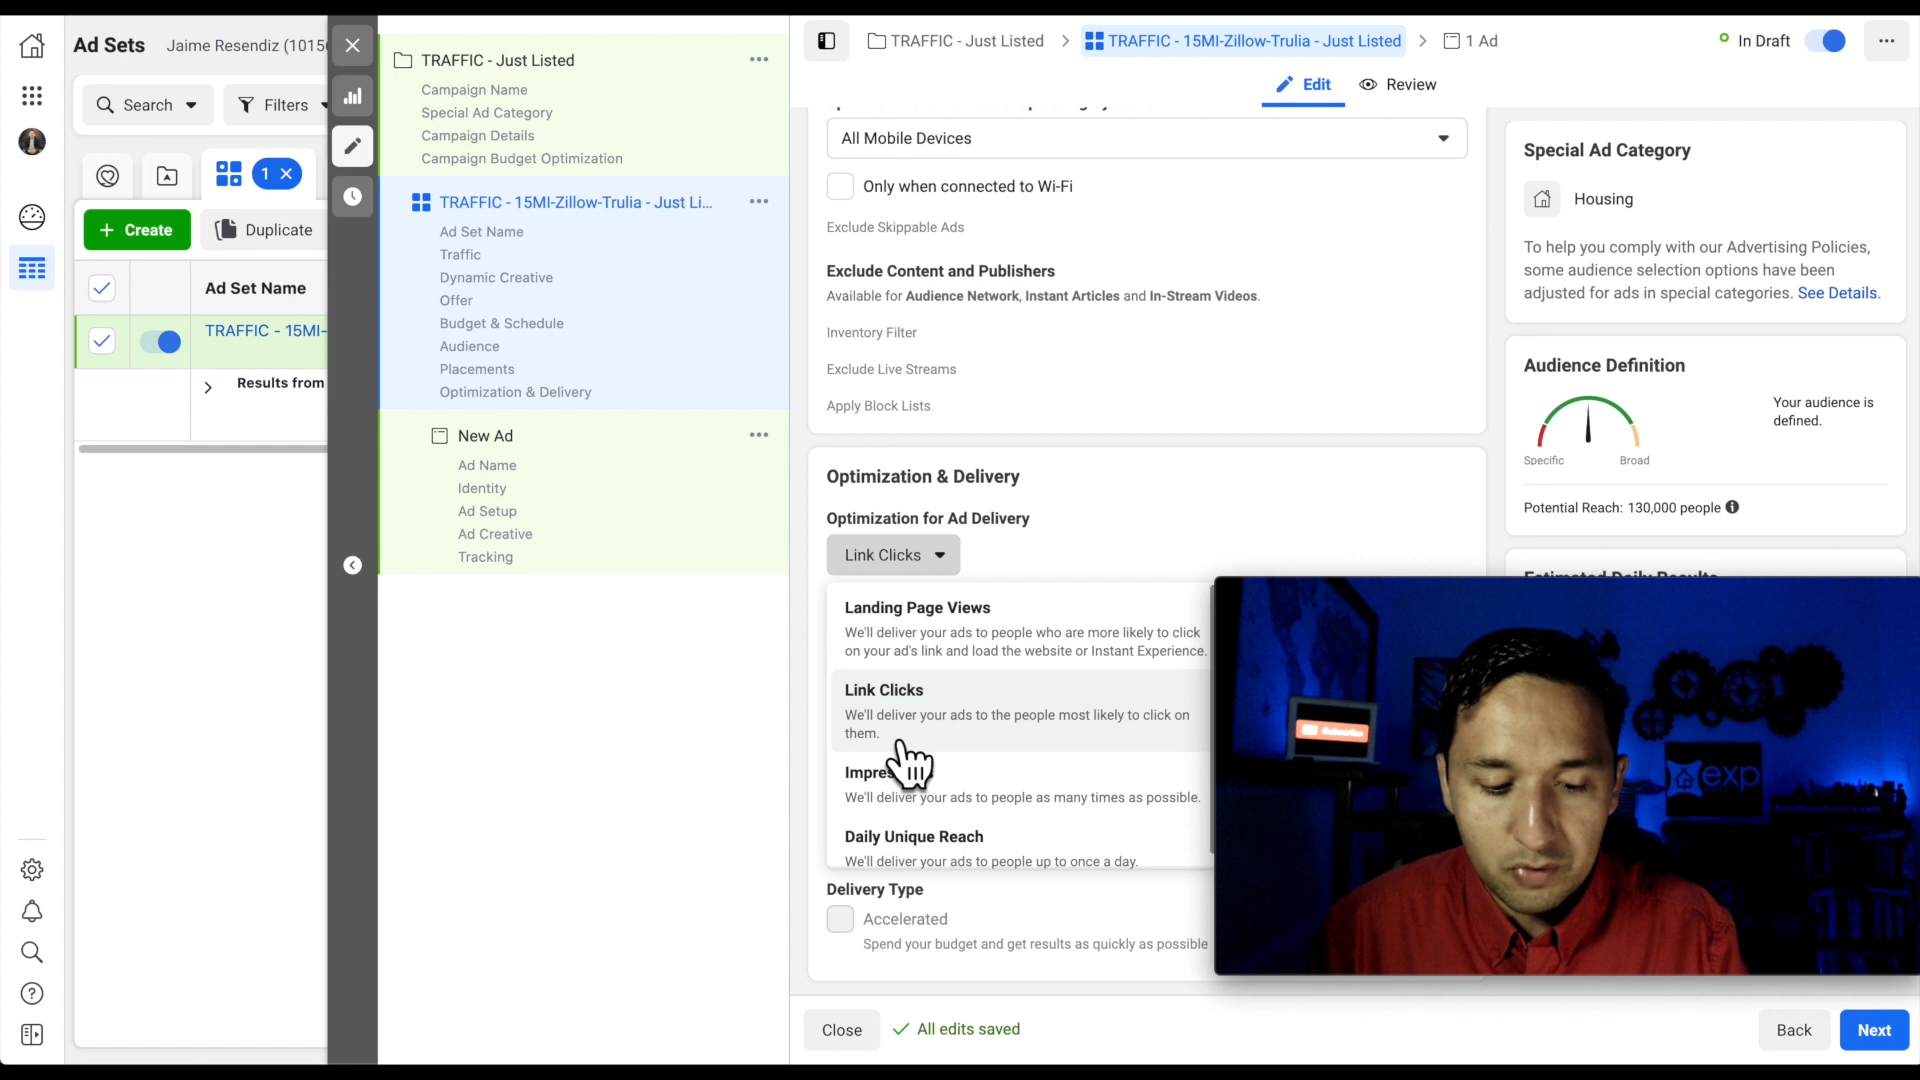 Ad Sets
Jaime Resendiz (1015
Search
Filters
1
+ Create
Duplicate
Ad Set Name
TRAFFIC - 15MI-
Results from
TRAFFIC - Just Listed
Campaign Name
Special Ad Category
Campaign Details
Campaign Budget Optimization
TRAFFIC - 15MI-Zillow-Trulia - Just Li...
Ad Set Name
Traffic
Dynamic Creative
Offer
Budget & Schedule
Audience
Placements
Optimization & Delivery
New Ad
Ad Name
Identity
Ad Setup
Ad Creative
Tracking
TRAFFIC - Just Listed
TRAFFIC - 15MI-Zillow-Trulia - Just Listed
1 Ad
In Draft
Edit
Review
All Mobile Devices
Only when connected to Wi-Fi
Exclude Skippable Ads
Exclude Content and Publishers
Available for Audience Network, Instant Articles and In-Stream Videos.
Inventory Filter
Exclude Live Streams
Apply Block Lists
Optimization & Delivery
Optimization for Ad Delivery
Link Clicks
Landing Page Views
We'll deliver your ads to people who are more likely to click
on your ad's link and load the website or Instant Experience.
Link Clicks
We'll deliver your ads to the people most likely to click on
them.
Impres
We'll deliver your ads to people as many times as possible.
Daily Unique Reach
We'll deliver your ads to people up to once a day.
Delivery Type
Accelerated
Spend your budget and get results as quickly as possible
Close
All edits saved
Back
Next
Special Ad Category
Housing
To help you comply with our Advertising Policies,
some audience selection options have been
adjusted for ads in special categories. See Details.
Audience Definition
Your audience is
defined.
Specific
Broad
Potential Reach: 130,000 people
Estimated Daily Results
Subscribe
exp